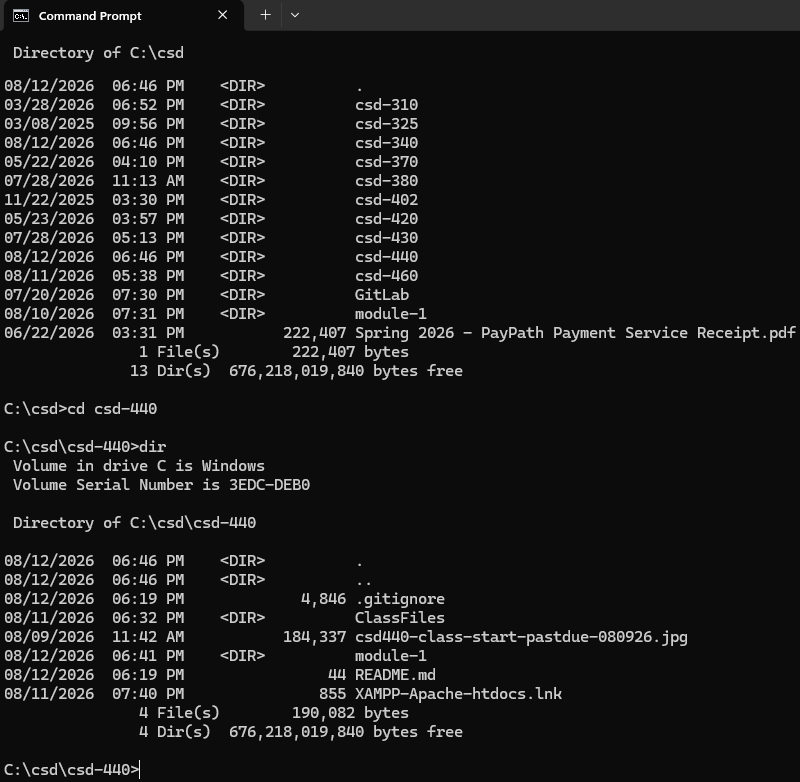 Command Prompt
Directory of C:\csd
08/12/2026  06:46 PM    <DIR>          .
03/28/2026  06:52 PM    <DIR>          csd-310
03/08/2025  09:56 PM    <DIR>          csd-325
08/12/2026  06:46 PM    <DIR>          csd-340
05/22/2026  04:10 PM    <DIR>          csd-370
07/28/2026  11:13 AM    <DIR>          csd-380
11/22/2025  03:30 PM    <DIR>          csd-402
05/23/2026  03:57 PM    <DIR>          csd-420
07/28/2026  05:13 PM    <DIR>          csd-430
08/12/2026  06:46 PM    <DIR>          csd-440
08/11/2026  05:38 PM    <DIR>          csd-460
07/20/2026  07:30 PM    <DIR>          GitLab
08/10/2026  07:31 PM    <DIR>          module-1
06/22/2026  03:31 PM           222,407 Spring 2026 - PayPath Payment Service Receipt.pdf
1 File(s)        222,407 bytes
13 Dir(s)  676,218,019,840 bytes free
C:\csd>cd csd-440
C:\csd\csd-440>dir
Volume in drive C is Windows
Volume Serial Number is 3EDC-DEB0
Directory of C:\csd\csd-440
08/12/2026  06:46 PM    <DIR>          .
08/12/2026  06:46 PM    <DIR>          ..
08/12/2026  06:19 PM             4,846 .gitignore
08/11/2026  06:32 PM    <DIR>          ClassFiles
08/09/2026  11:42 AM           184,337 csd440-class-start-pastdue-080926.jpg
08/12/2026  06:41 PM    <DIR>          module-1
08/12/2026  06:19 PM                44 README.md
08/11/2026  07:40 PM               855 XAMPP-Apache-htdocs.lnk
4 File(s)        190,082 bytes
4 Dir(s)  676,218,019,840 bytes free
C:\csd\csd-440>